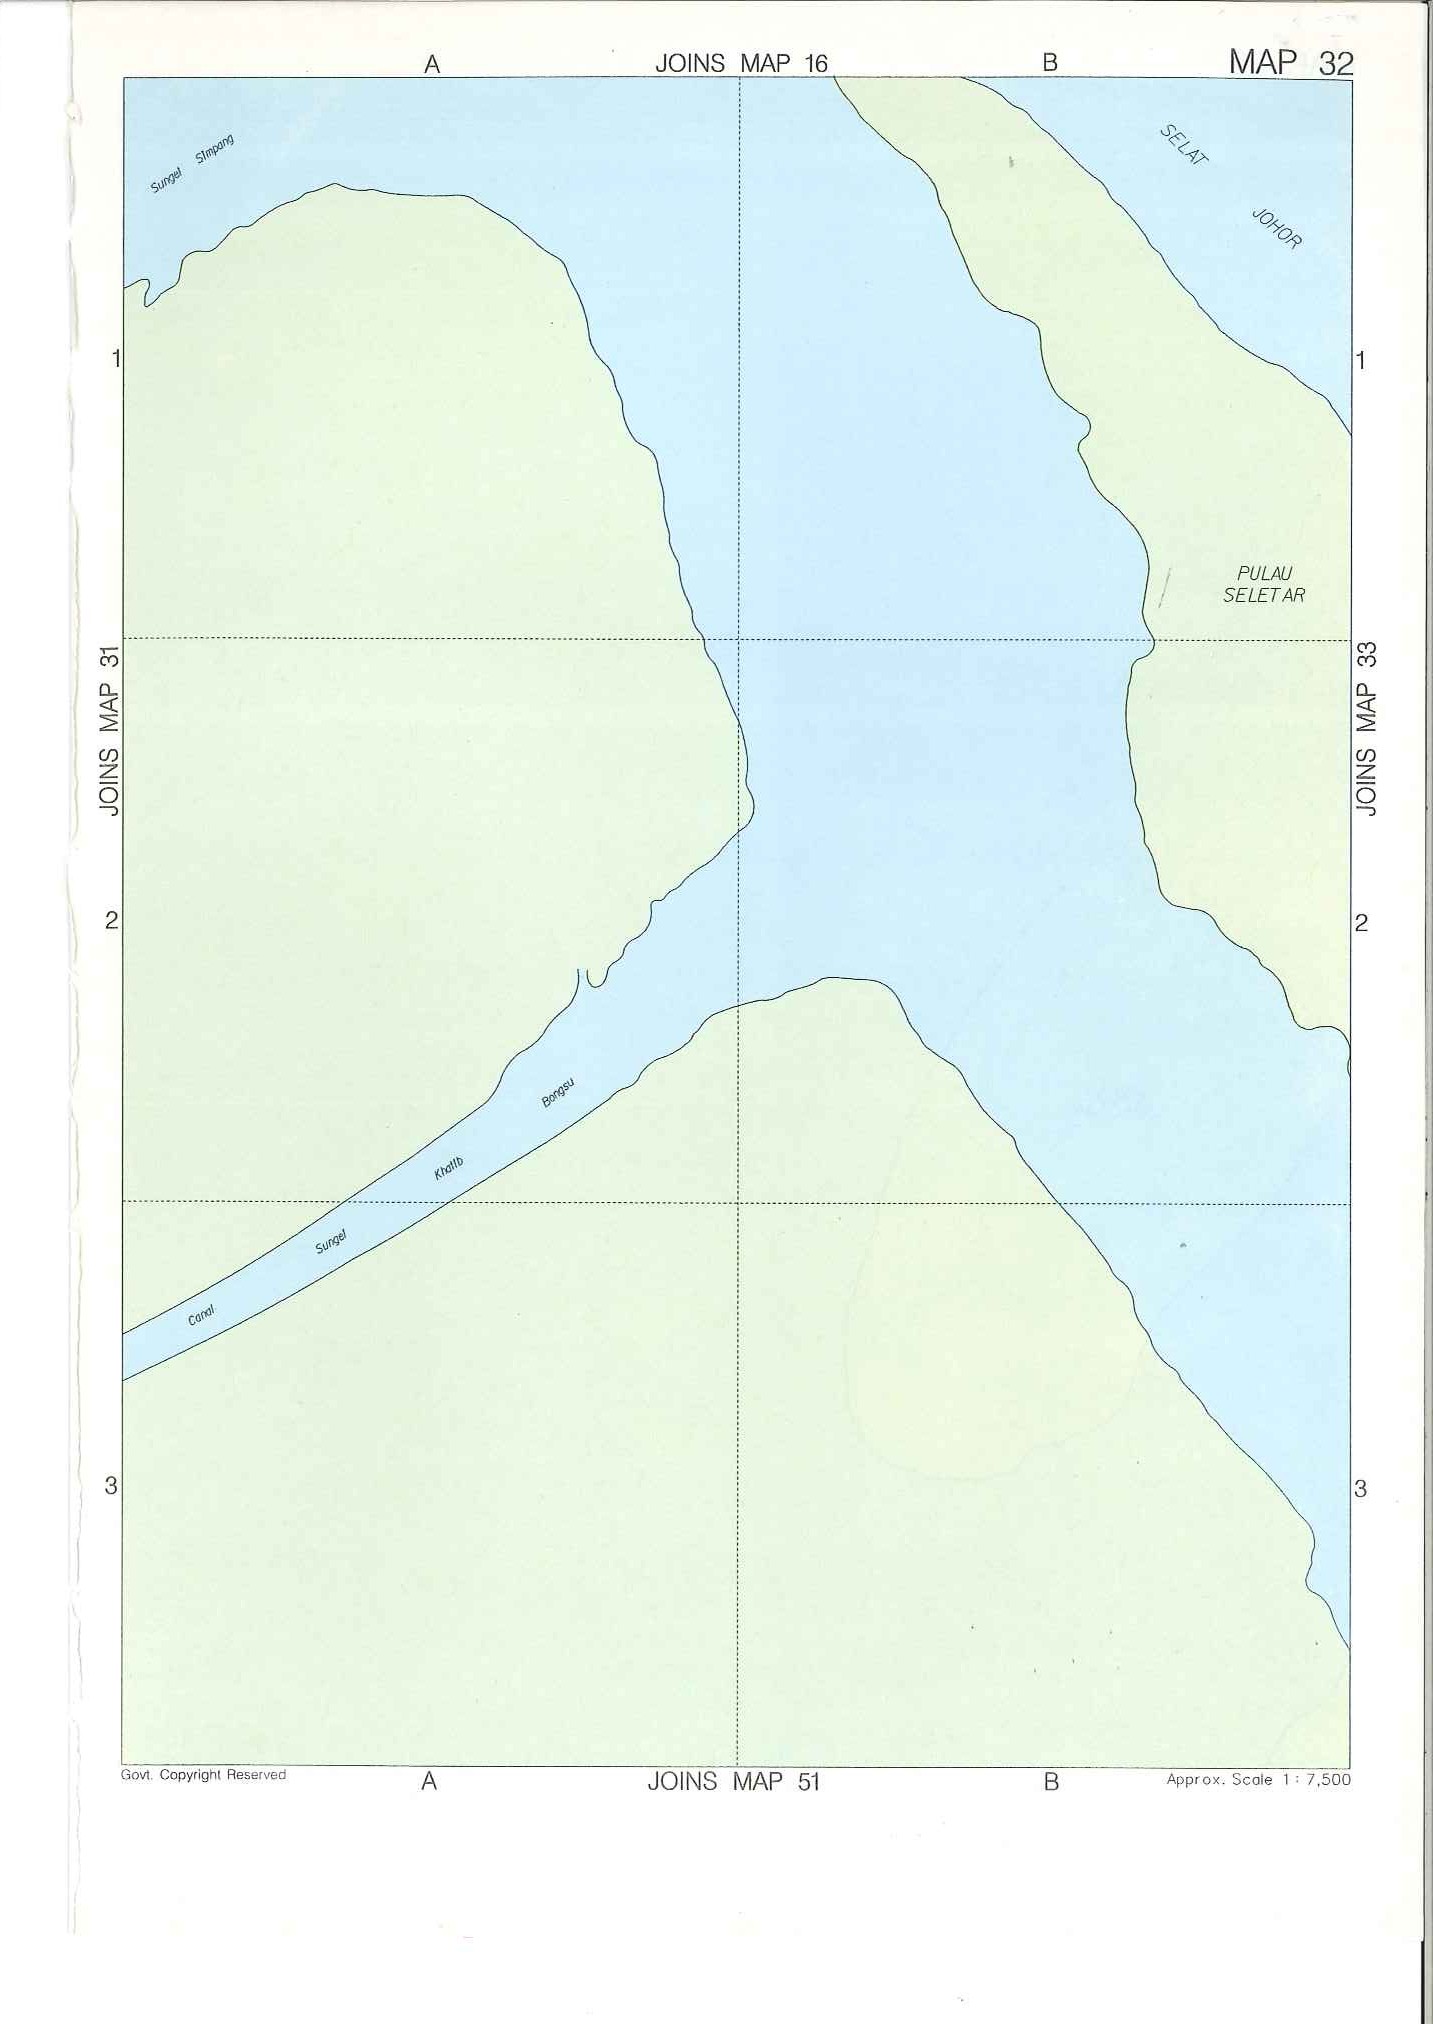 A JOINS MAP 16 B MAP 32
SELAT
JOHOR
Sungei Simpang
1 1
PULAU
SELETAR
JOINS MAP 31
JOINS MAP 33
2 2
Bongsu
Khatib
Sungei
Canal
3 3
Govt. Copyright Reserved A JOINS MAP 51 B Approx. Scale 1 : 7,500